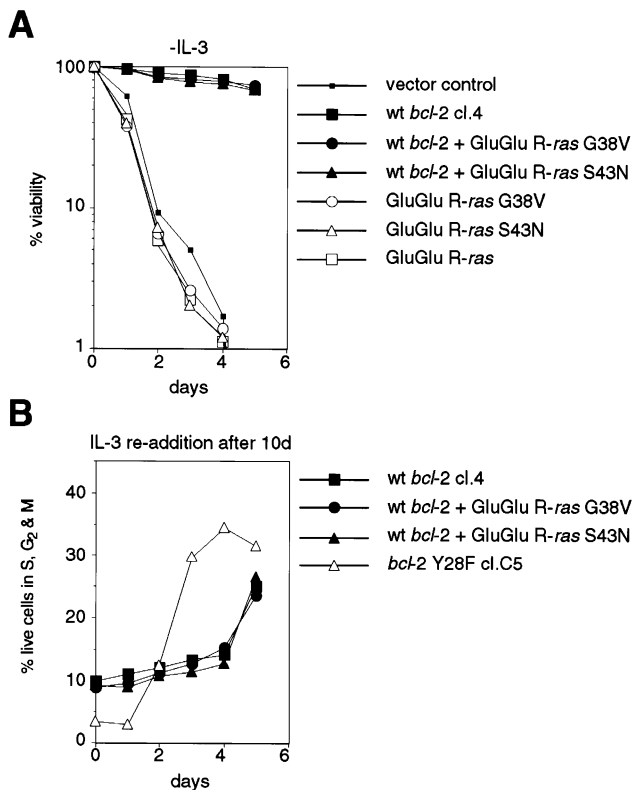 A
-IL-3
100
10
1
% viability
0 2 4 6
days
vector control
wt bcl-2 cl.4
wt bcl-2 + GluGlu R-ras G38V
wt bcl-2 + GluGlu R-ras S43N
GluGlu R-ras G38V
GluGlu R-ras S43N
GluGlu R-ras
B
IL-3 re-addition after 10d
40
30
20
10
0
% live cells in S, G2 & M
0 2 4 6
days
wt bcl-2 cl.4
wt bcl-2 + GluGlu R-ras G38V
wt bcl-2 + GluGlu R-ras S43N
bcl-2 Y28F cl.C5